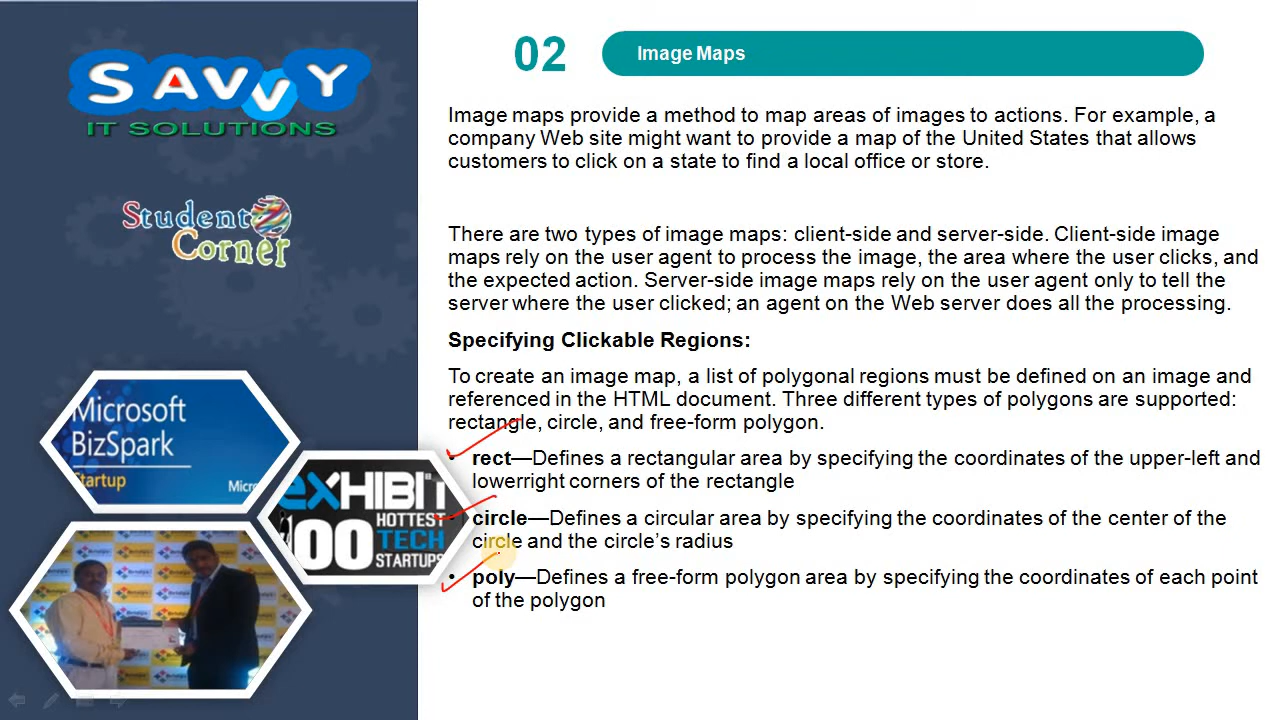 SAVVY
IT SOLUTIONS
Student
Corner
Microsoft
BizSpark
Startup
Micros
eXHIBIT
100
HOTTEST
TECH
STARTUPS
02
Image Maps
Image maps provide a method to map areas of images to actions. For example, a
company Web site might want to provide a map of the United States that allows
customers to click on a state to find a local office or store.
There are two types of image maps: client-side and server-side. Client-side image
maps rely on the user agent to process the image, the area where the user clicks, and
the expected action. Server-side image maps rely on the user agent only to tell the
server where the user clicked; an agent on the Web server does all the processing.
Specifying Clickable Regions:
To create an image map, a list of polygonal regions must be defined on an image and
referenced in the HTML document. Three different types of polygons are supported:
rectangle, circle, and free-form polygon.
• rect—Defines a rectangular area by specifying the coordinates of the upper-left and
lowerright corners of the rectangle
• circle—Defines a circular area by specifying the coordinates of the center of the
circle and the circle's radius
• poly—Defines a free-form polygon area by specifying the coordinates of each point
of the polygon